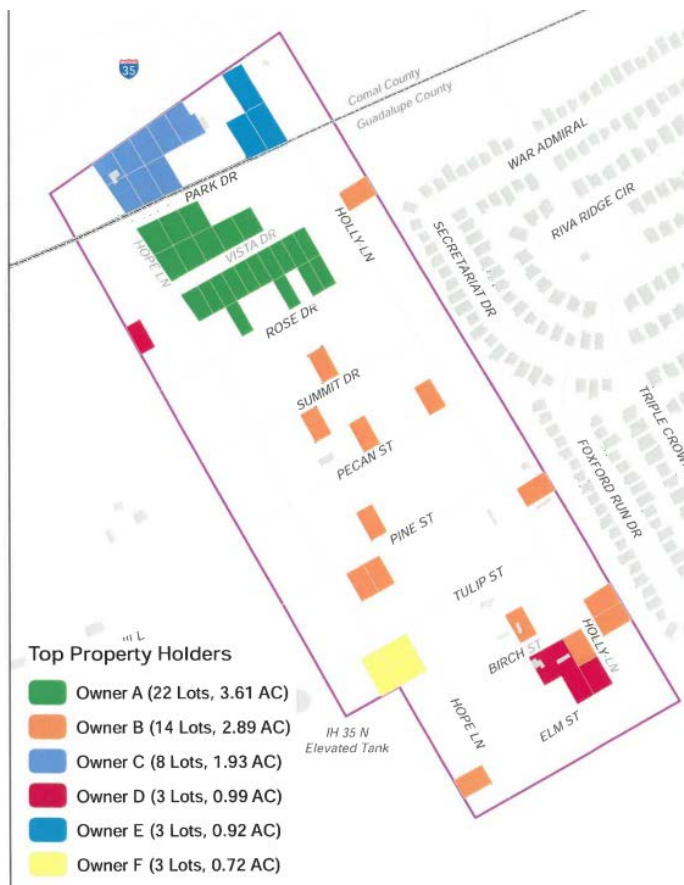 35
Comal County
Guadalupe County
WAR ADMIRAL
RIVA RIDGE CIR
PARK DR
HOLLY LN
SECRETARIAT DR
HOPE LN
VISTA DR
ROSE DR
SUMMIT DR
TRIPLE CROWN
PECAN ST
FOXFORD RUN DR
PINE ST
TULIP ST
BIRCH ST
HOLLY LN
HOPE LN
ELM ST
IH 35 N
Elevated Tank
Top Property Holders
Owner A (22 Lots, 3.61 AC)
Owner B (14 Lots, 2.89 AC)
Owner C (8 Lots, 1.93 AC)
Owner D (3 Lots, 0.99 AC)
Owner E (3 Lots, 0.92 AC)
Owner F (3 Lots, 0.72 AC)